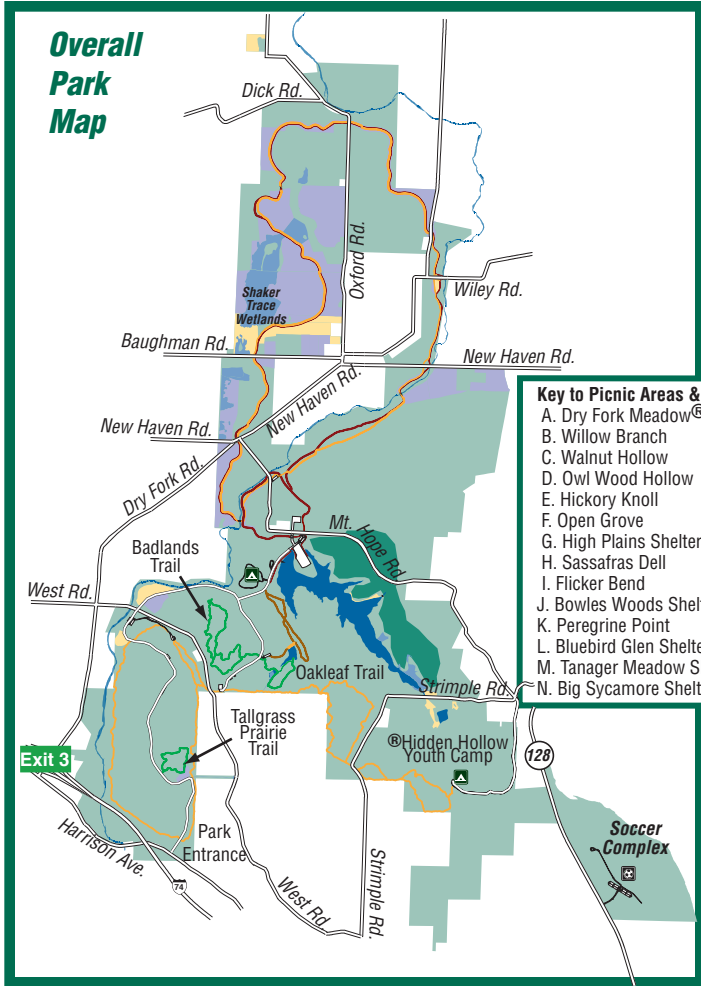 Overall
Park
Map
Dick Rd.
Oxford Rd.
Wiley Rd.
Shaker
Trace
Wetlands
Baughman Rd.
New Haven Rd.
New Haven Rd.
New Haven Rd.
Dry Fork Rd.
Key to Picnic Areas &
A. Dry Fork Meadow®
B. Willow Branch
C. Walnut Hollow
D. Owl Wood Hollow
E. Hickory Knoll
F. Open Grove
G. High Plains Shelter
H. Sassafras Dell
I. Flicker Bend
J. Bowles Woods Shel
K. Peregrine Point
L. Bluebird Glen Shelte
M. Tanager Meadow S
N. Big Sycamore Shelt
Mt. Hope Rd
Badlands
Trail
West Rd.
Oakleaf Trail
Strimple Rd.
Tallgrass
Prairie
Trail
®Hidden Hollow
Youth Camp
128
Exit 3
Park
Entrance
Harrison Ave.
74
West Rd
Strimple Rd.
Soccer
Complex